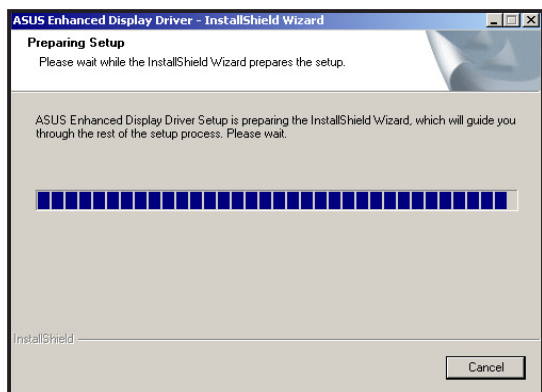 ASUS Enhanced Display Driver - InstallShield Wizard
Preparing Setup
Please wait while the InstallShield Wizard prepares the setup.
ASUS Enhanced Display Driver Setup is preparing the InstallShield Wizard, which will guide you
through the rest of the setup process. Please wait.
InstallShield
Cancel